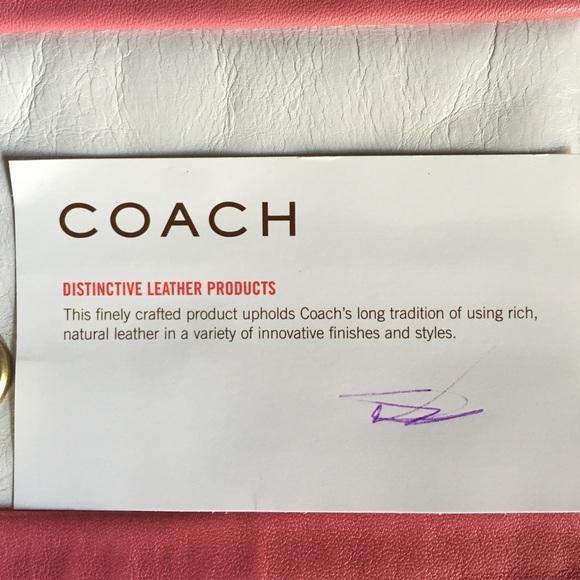 COACH
DISTINCTIVE LEATHER PRODUCTS
This finely crafted product upholds Coach's long tradition of using rich,
natural leather in a variety of innovative finishes and styles.